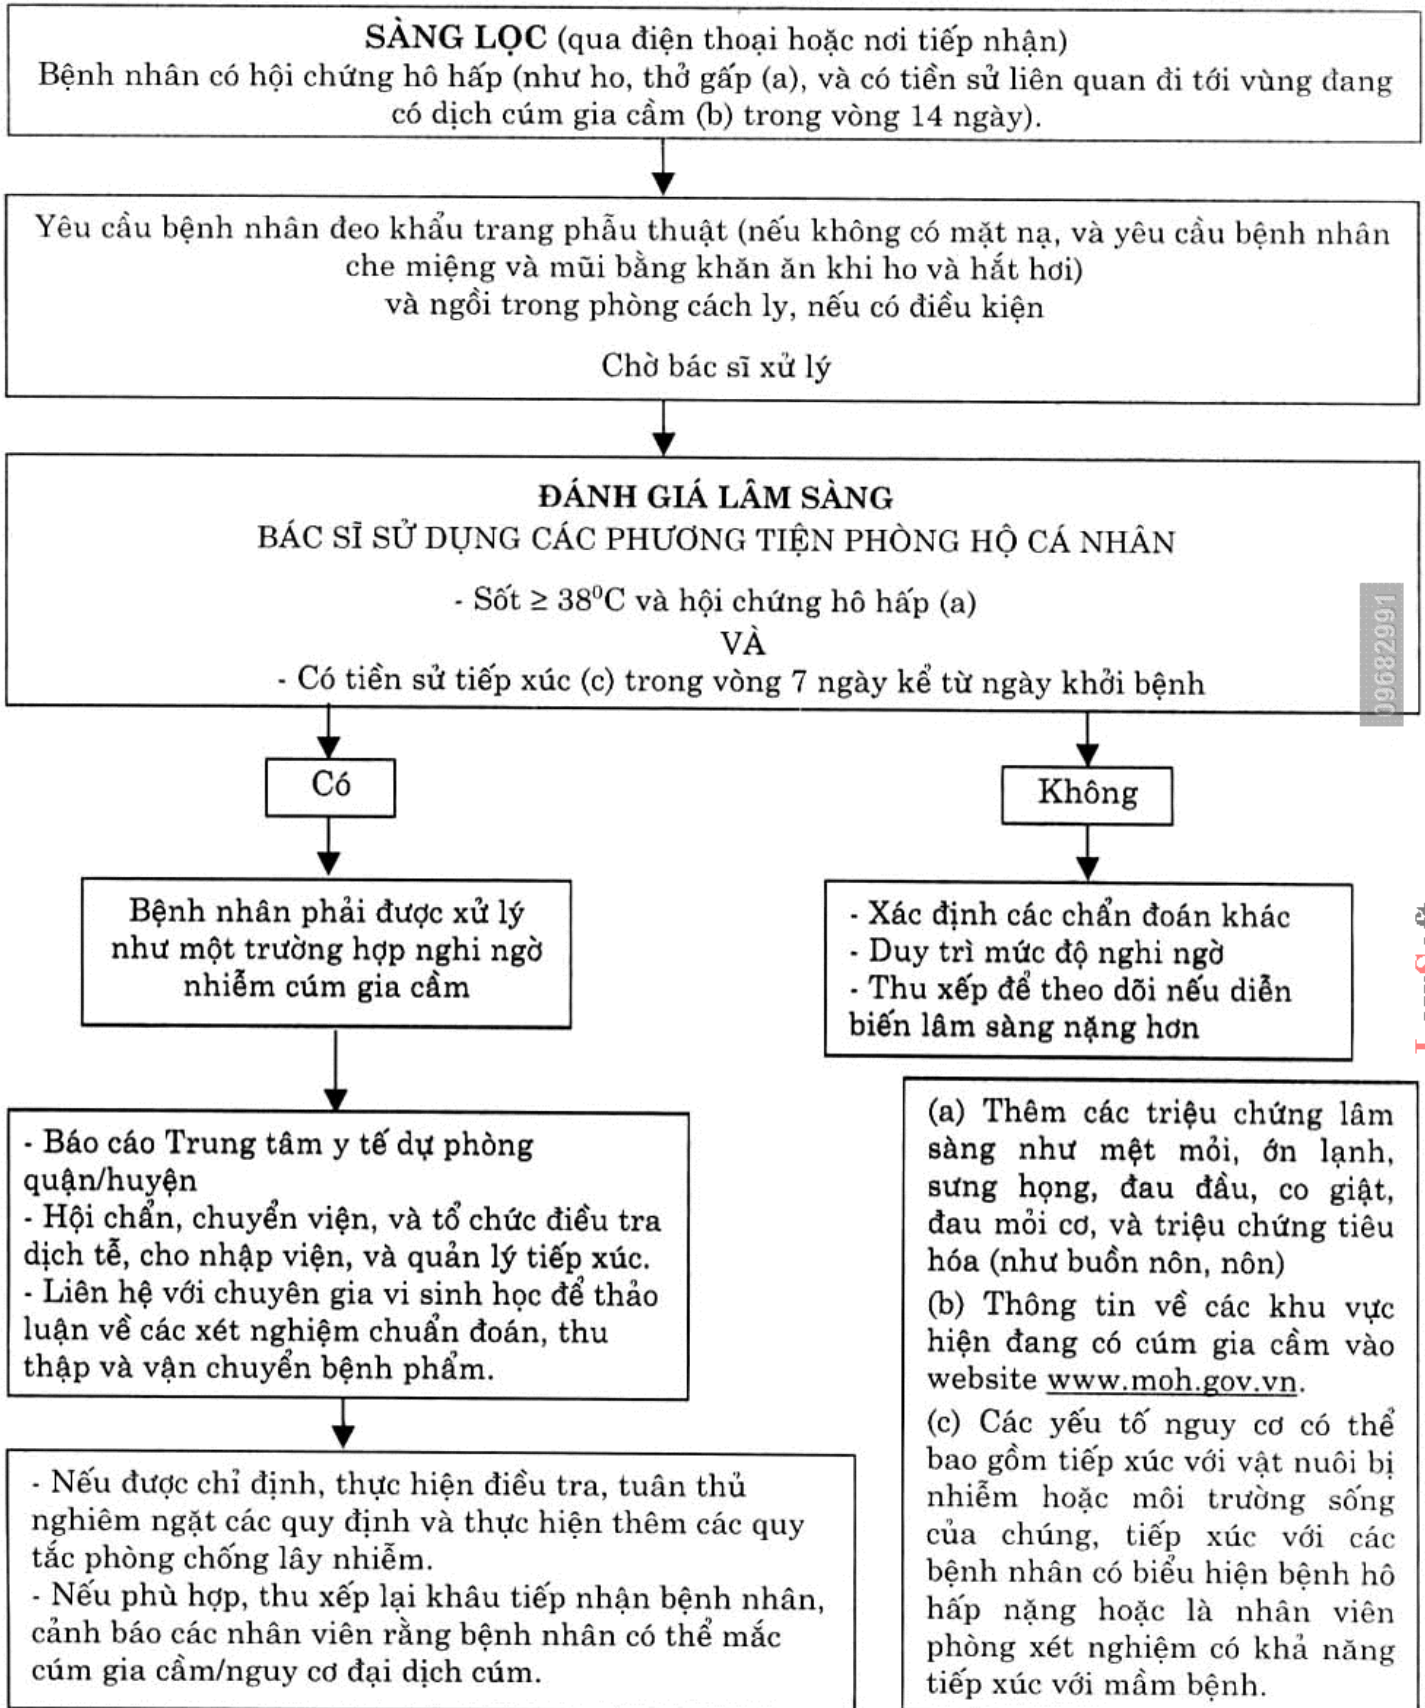 SÀNG LỌC (qua điện thoại hoặc nơi tiếp nhận)
Bệnh nhân có hội chứng hô hấp (như ho, thở gấp (a), và có tiền sử liên quan đi tới vùng đang
có dịch cúm gia cầm (b) trong vòng 14 ngày).
Yêu cầu bệnh nhân đeo khẩu trang phẫu thuật (nếu không có mặt nạ, và yêu cầu bệnh nhân
che miệng và mũi bằng khăn ăn khi ho và hắt hơi)
và ngồi trong phòng cách ly, nếu có điều kiện
Chờ bác sĩ xử lý
ĐÁNH GIÁ LÂM SÀNG
BÁC SĨ SỬ DỤNG CÁC PHƯƠNG TIỆN PHÒNG HỘ CÁ NHÂN
- Sốt ≥ 38⁰C và hội chứng hô hấp (a)
VÀ
- Có tiền sử tiếp xúc (c) trong vòng 7 ngày kể từ ngày khởi bệnh
09682991
Có
Không
Bệnh nhân phải được xử lý
như một trường hợp nghi ngờ
nhiễm cúm gia cầm
- Xác định các chẩn đoán khác
- Duy trì mức độ nghi ngờ
- Thu xếp để theo dõi nếu diễn
biến lâm sàng nặng hơn
- Báo cáo Trung tâm y tế dự phòng
quận/huyện
- Hội chẩn, chuyển viện, và tổ chức điều tra
dịch tễ, cho nhập viện, và quản lý tiếp xúc.
- Liên hệ với chuyên gia vi sinh học để thảo
luận về các xét nghiệm chuẩn đoán, thu
thập và vận chuyển bệnh phẩm.
- Nếu được chỉ định, thực hiện điều tra, tuân thủ
nghiêm ngặt các quy định và thực hiện thêm các quy
tắc phòng chống lây nhiễm.
- Nếu phù hợp, thu xếp lại khâu tiếp nhận bệnh nhân,
cảnh báo các nhân viên rằng bệnh nhân có thể mắc
cúm gia cầm/nguy cơ đại dịch cúm.
(a) Thêm các triệu chứng lâm
sàng như mệt mỏi, ớn lạnh,
sưng họng, đau đầu, co giật,
đau mỏi cơ, và triệu chứng tiêu
hóa (như buồn nôn, nôn)
(b) Thông tin về các khu vực
hiện đang có cúm gia cầm vào
website www.moh.gov.vn.
(c) Các yếu tố nguy cơ có thể
bao gồm tiếp xúc với vật nuôi bị
nhiễm hoặc môi trường sống
của chúng, tiếp xúc với các
bệnh nhân có biểu hiện bệnh hô
hấp nặng hoặc là nhân viên
phòng xét nghiệm có khả năng
tiếp xúc với mầm bệnh.